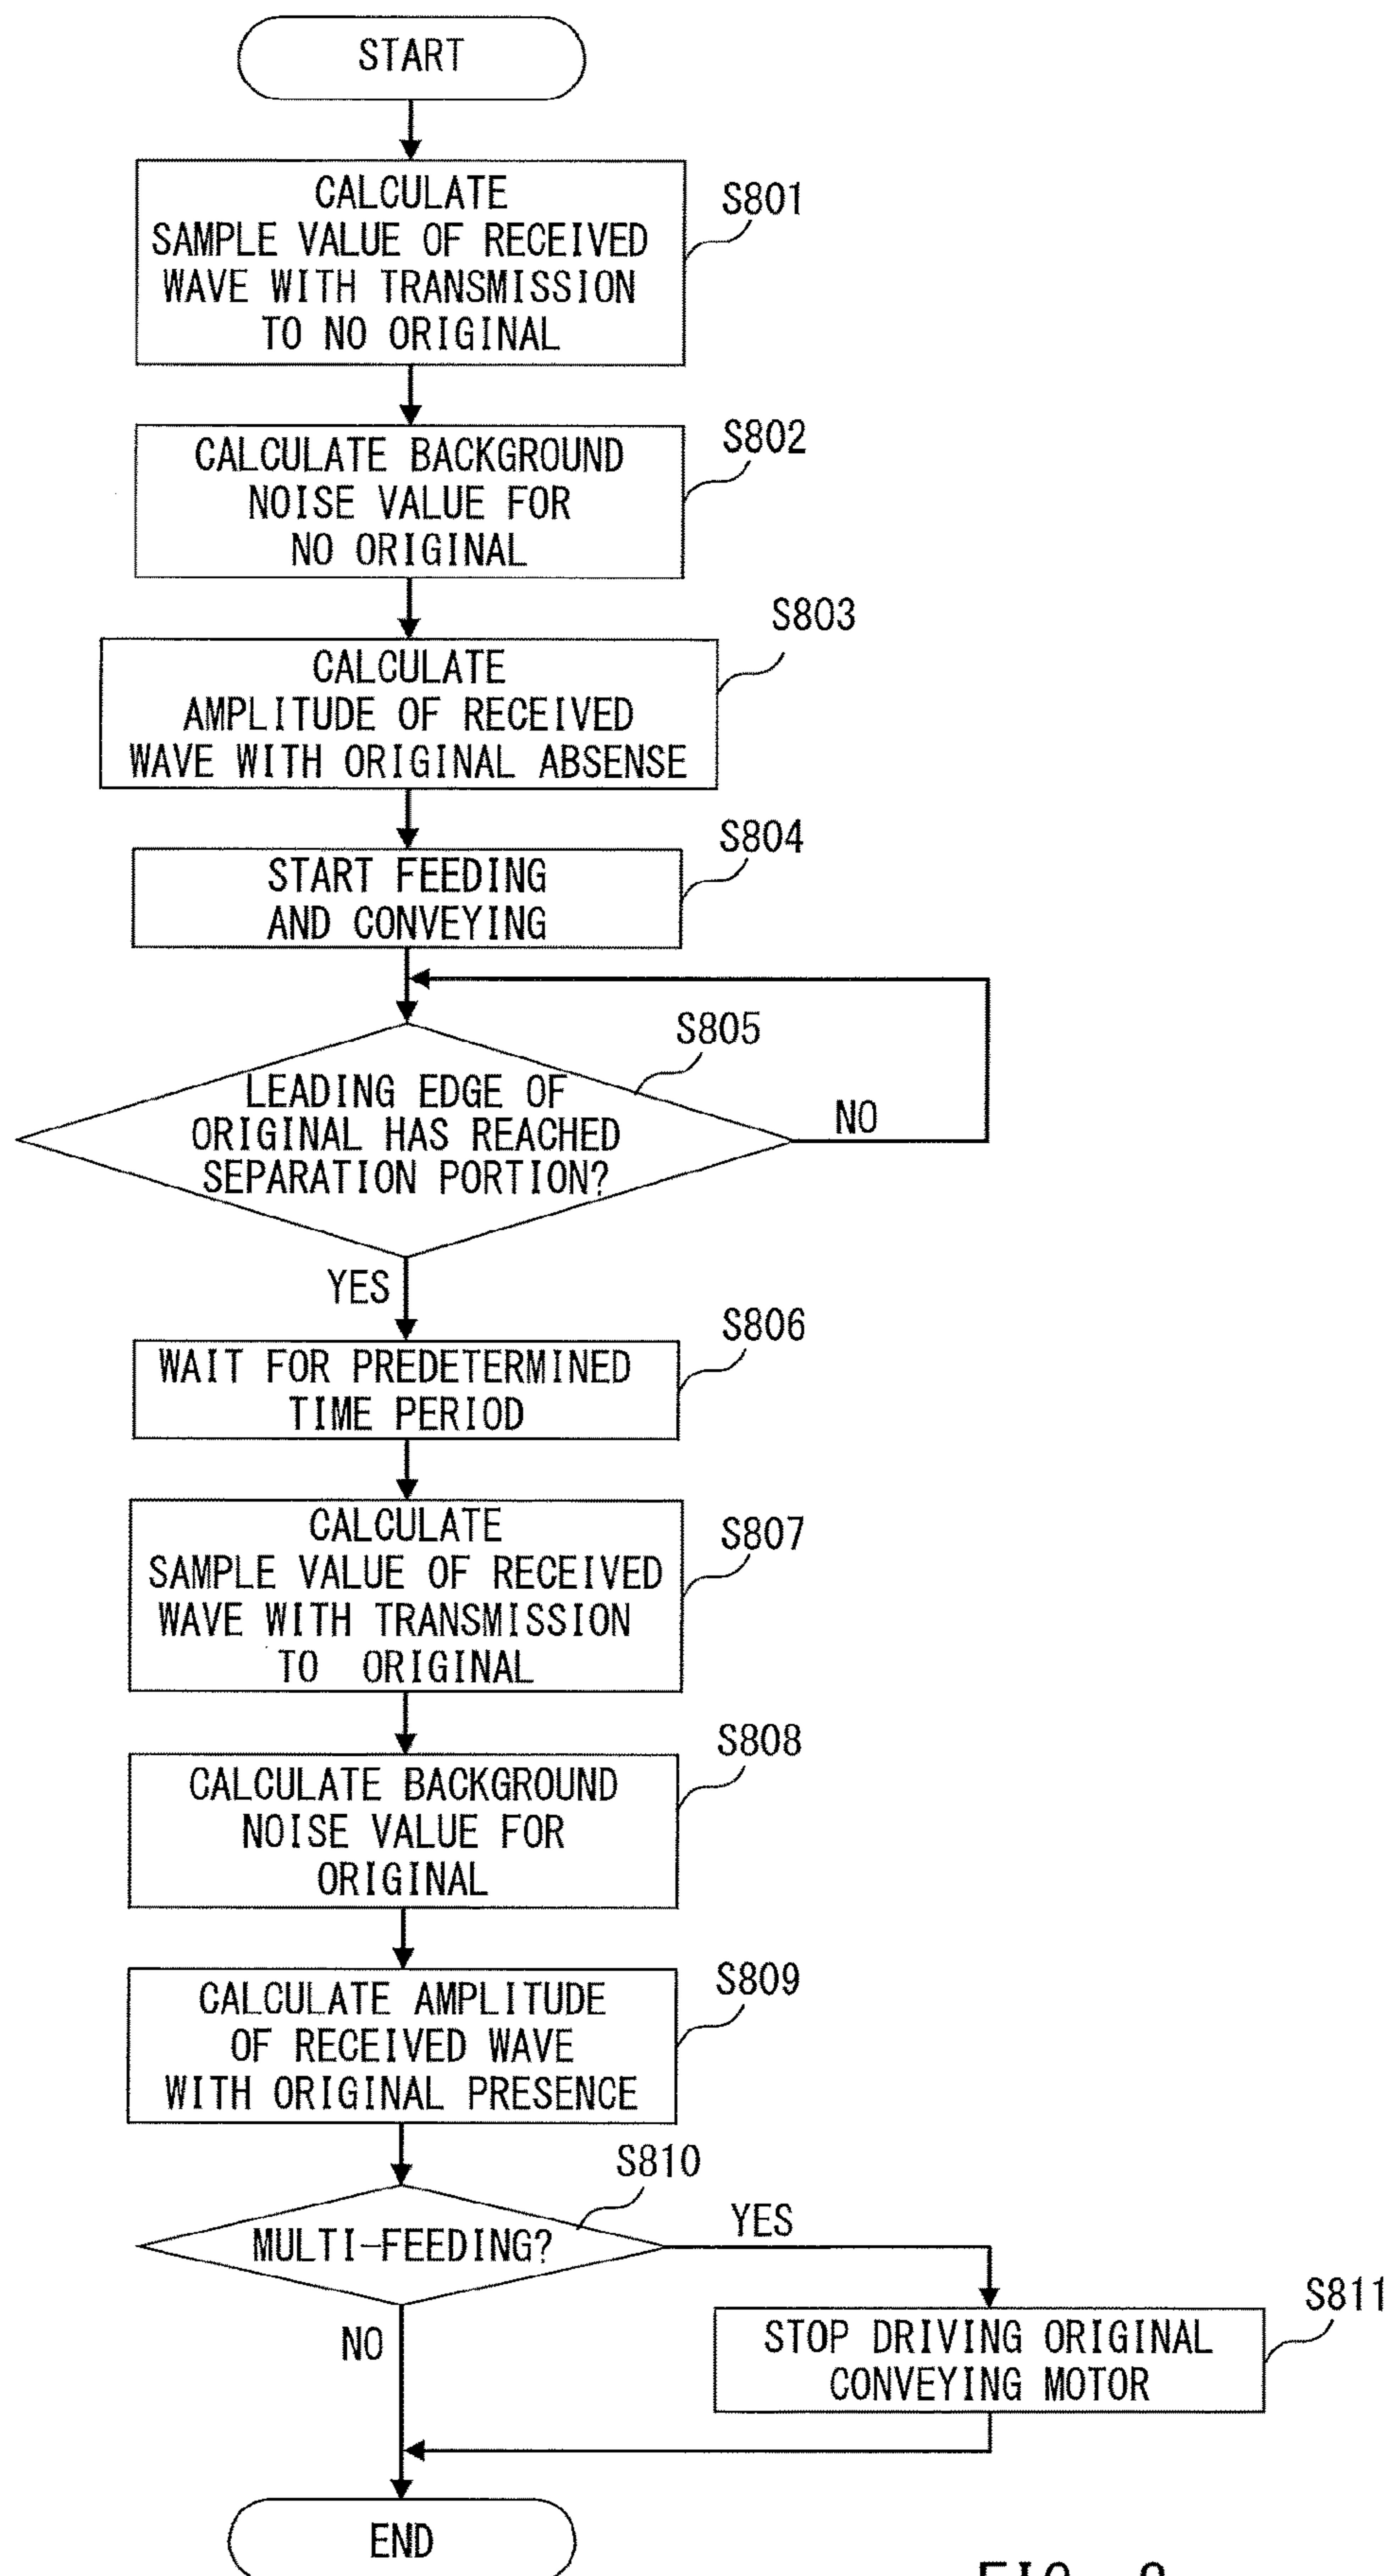 START
CALCULATE
SAMPLE VALUE OF RECEIVED
WAVE WITH TRANSMISSION
TO NO ORIGINAL
S801
CALCULATE BACKGROUND
NOISE VALUE FOR
NO ORIGINAL
S802
CALCULATE
AMPLITUDE OF RECEIVED
WAVE WITH ORIGINAL ABSENSE
S803
START FEEDING
AND CONVEYING
S804
LEADING EDGE OF
ORIGINAL HAS REACHED
SEPARATION PORTION?
S805
NO
YES
WAIT FOR PREDETERMINED
TIME PERIOD
S806
CALCULATE
SAMPLE VALUE OF RECEIVED
WAVE WITH TRANSMISSION
TO ORIGINAL
S807
CALCULATE BACKGROUND
NOISE VALUE FOR
ORIGINAL
S808
CALCULATE AMPLITUDE
OF RECEIVED WAVE
WITH ORIGINAL PRESENCE
S809
MULTI-FEEDING?
S810
YES
NO
STOP DRIVING ORIGINAL
CONVEYING MOTOR
S811
END
FIG.